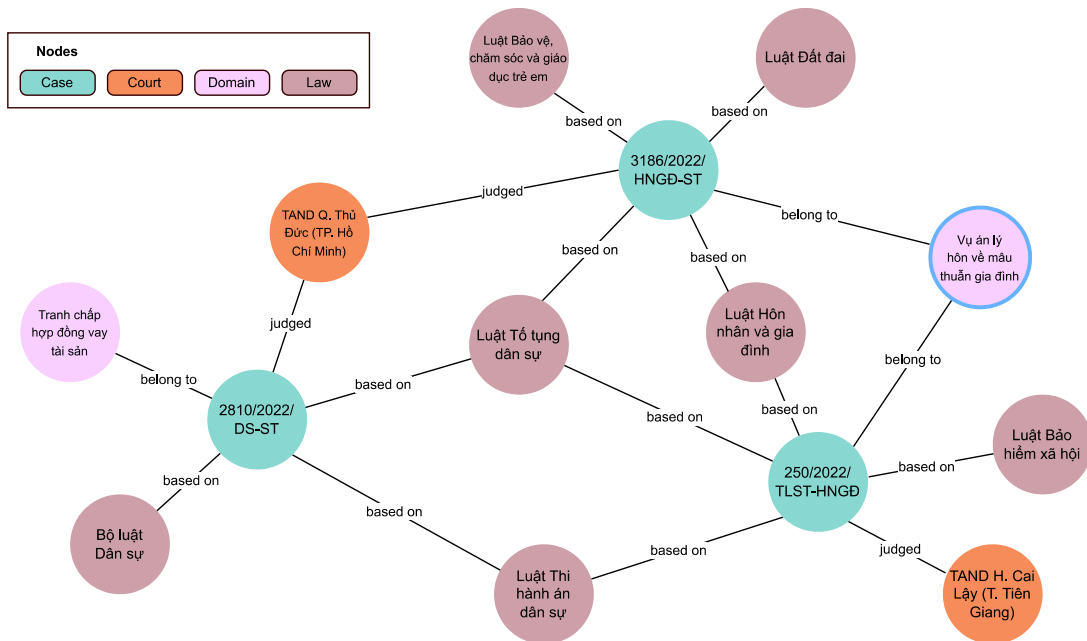 Nodes
Case
Court
Domain
Law
Luật Bảo vệ,
chăm sóc và giáo
dục trẻ em
Luật Đất đai
based on
based on
3186/2022/
HNGĐ-ST
judged
TAND Q. Thủ
Đức (TP. Hồ
Chí Minh)
belong to
Vụ án lý
hôn về mâu
thuẫn gia đình
based on
based on
Tranh chấp
hợp đồng vay
tài sản
judged
Luật Tố tụng
dân sự
Luật Hôn
nhân và gia
đình
belong to
belong to
based on
2810/2022/
DS-ST
based on
based on
Luật Bảo
hiểm xã hội
based on
based on
250/2022/
TLST-HNGĐ
based on
Bộ luật
Dân sự
based on
judged
Luật Thi
hành án
dân sự
TAND H. Cai
Lậy (T. Tiên
Giang)